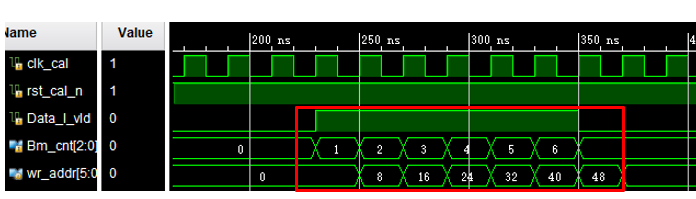 Name Value
200 ns 250 ns 300 ns 350 ns 4
clk_cal 1
rst_cal_n 1
Data_I_vld 0
Bm_cnt[2:0] 0 0 1 2 3 4 5 6
wr_addr[5:0 0 0 8 16 24 32 40 48